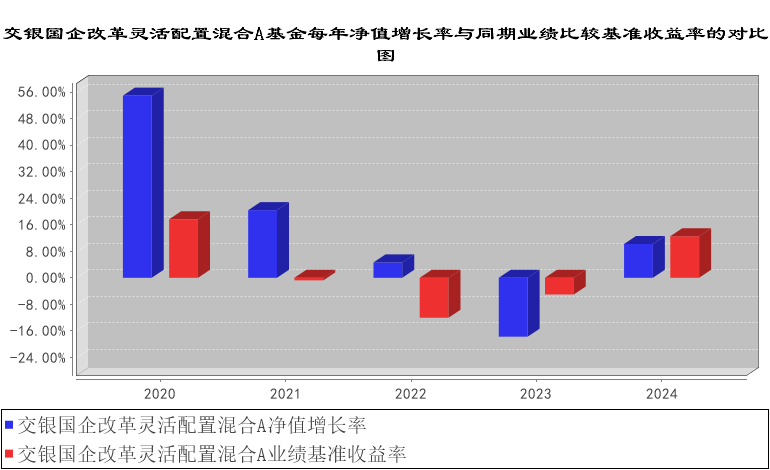 交银国企改革灵活配置混合A基金每年净值增长率与同期业绩比较基准收益率的对比
图
56.00%
48.00%
40.00%
32.00%
24.00%
16.00%
8.00%
0.00%
-8.00%
-16.00%
-24.00%
2020 2021 2022 2023 2024
交银国企改革灵活配置混合A净值增长率
交银国企改革灵活配置混合A业绩基准收益率